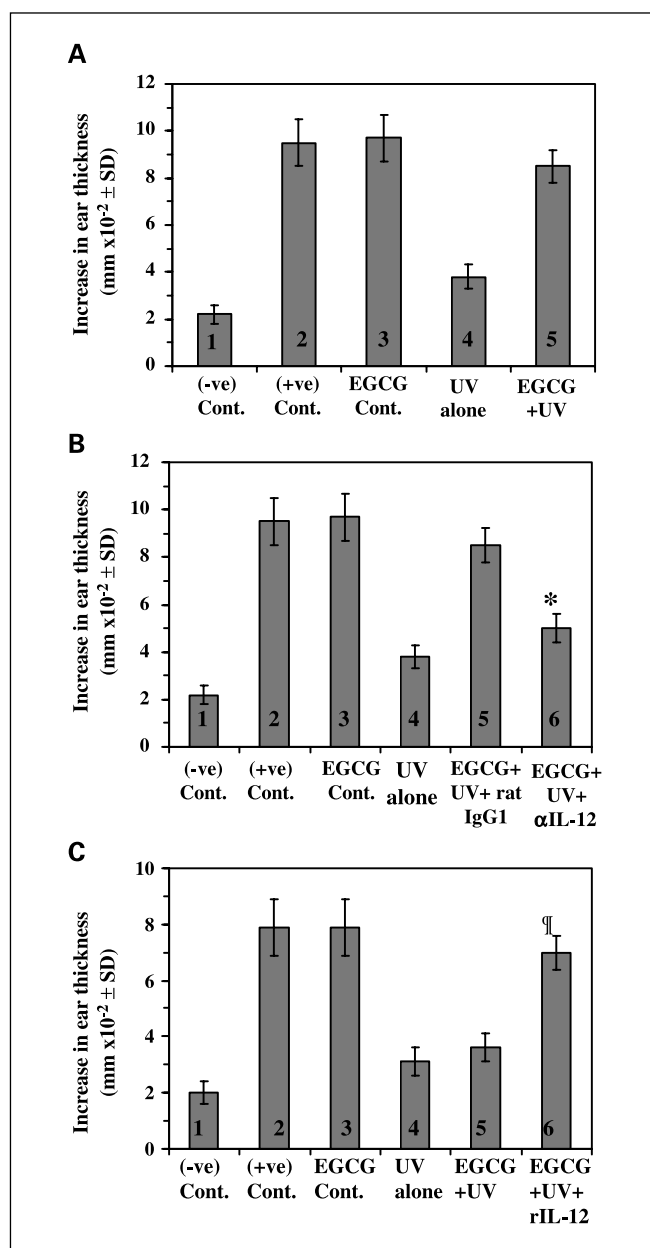 A
Increase in ear thickness
(mm x10-2 ± SD)
12
10
8
6
4
2
0
1
2
3
4
5
(-ve)
Cont.
(+ve)
Cont.
EGCG
Cont.
UV
alone
EGCG
+UV
B
Increase in ear thickness
(mm x10-2 ± SD)
12
10
8
6
4
2
0
*
1
2
3
4
5
6
(-ve)
Cont.
(+ve)
Cont.
EGCG
Cont.
UV
alone
EGCG+
UV+ rat
IgG1
EGCG+
UV+
αIL-12
C
Increase in ear thickness
(mm x10-2 ± SD)
10
8
6
4
2
0
¶
1
2
3
4
5
6
(-ve)
Cont.
(+ve)
Cont.
EGCG
Cont.
UV
alone
EGCG
+UV
EGCG
+UV+
rIL-12